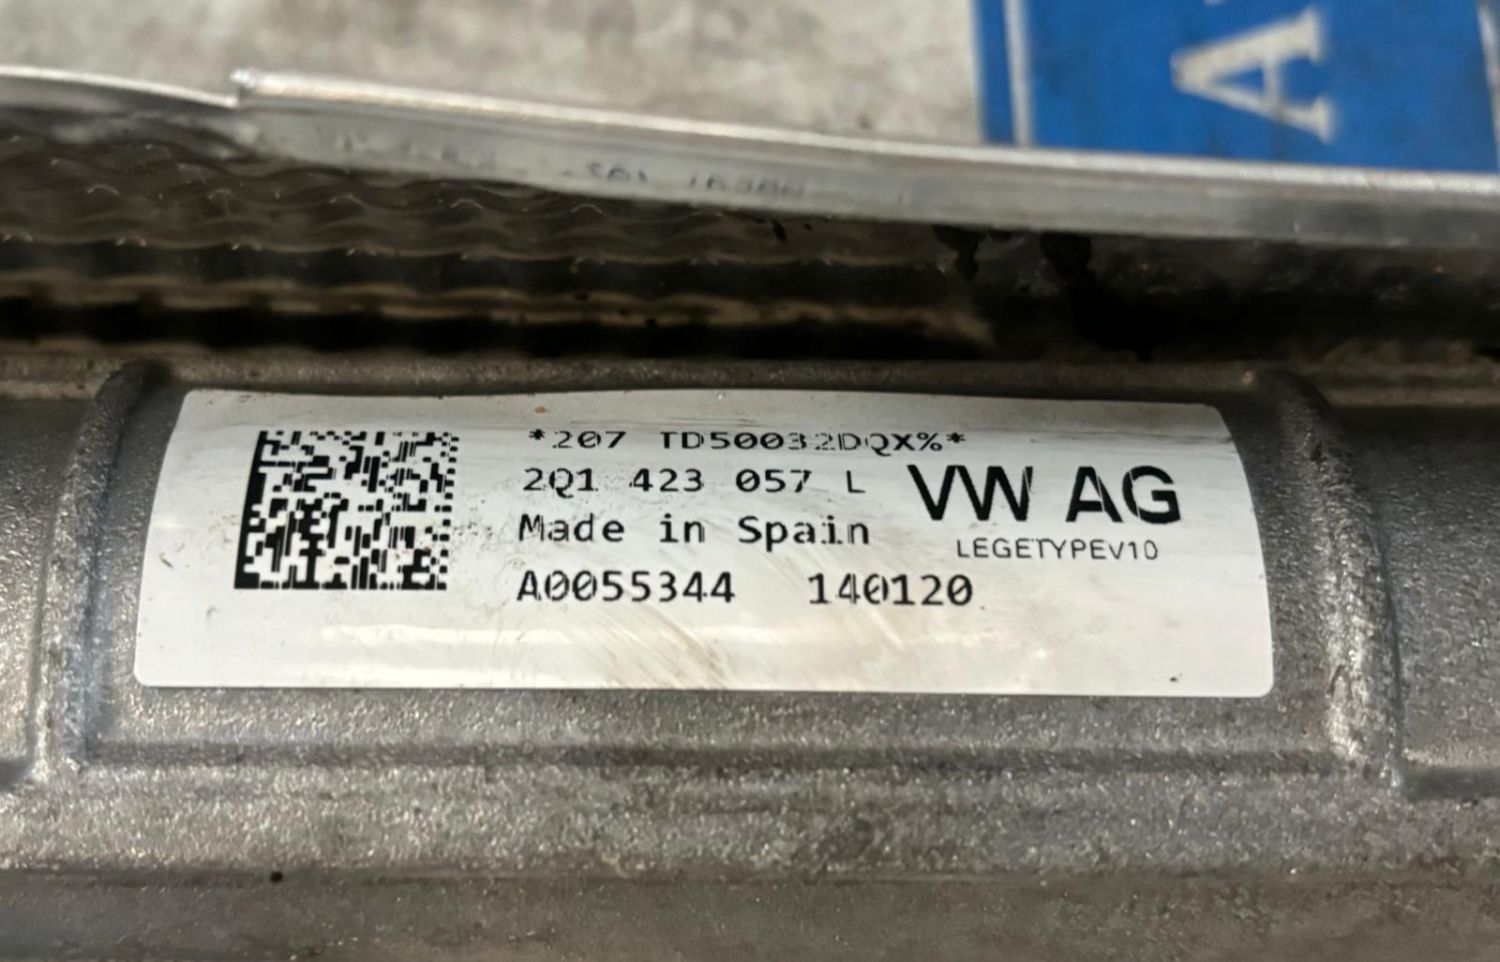 A
*207 TD50032DQX%*
2Q1 423 057 L
VW AG
Made in Spain
LEGETYPEV10
A0055344 140120